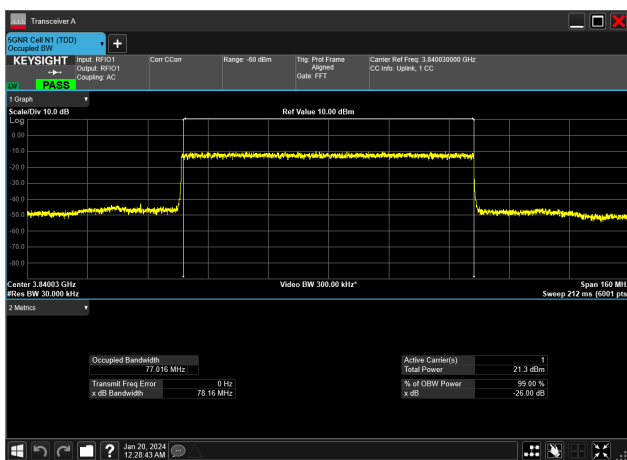 Transceiver A
5GNR Cell N1 (TDD)
Occupied BW
KEYSIGHT
LNI
PASS
Input: RFIO1
Output: RFIO1
Coupling: AC
Corr CCorr
Range: -60 dBm
Trig: Prot Frame
Aligned
Gate: FFT
Carrier Ref Freq: 3.840030000 GHz
CC Info: Uplink, 1 CC
1 Graph
Scale/Div 10.0 dB
Ref Value 10.00 dBm
Log
0.00
-10.0
-20.0
-30.0
-40.0
-50.0
-60.0
-70.0
-80.0
Center 3.84003 GHz
Video BW 300.00 kHz*
Span 160 MH
#Res BW 30.000 kHz
Sweep 212 ms (6001 pts
2 Metrics
Occupied Bandwidth
77.016 MHz
Active Carrier(s) 1
Total Power 21.3 dBm
Transmit Freq Error 0 Hz
x dB Bandwidth 78.16 MHz
% of OBW Power 99.00 %
x dB -26.00 dB
Jan 20, 2024
12:28:43 AM